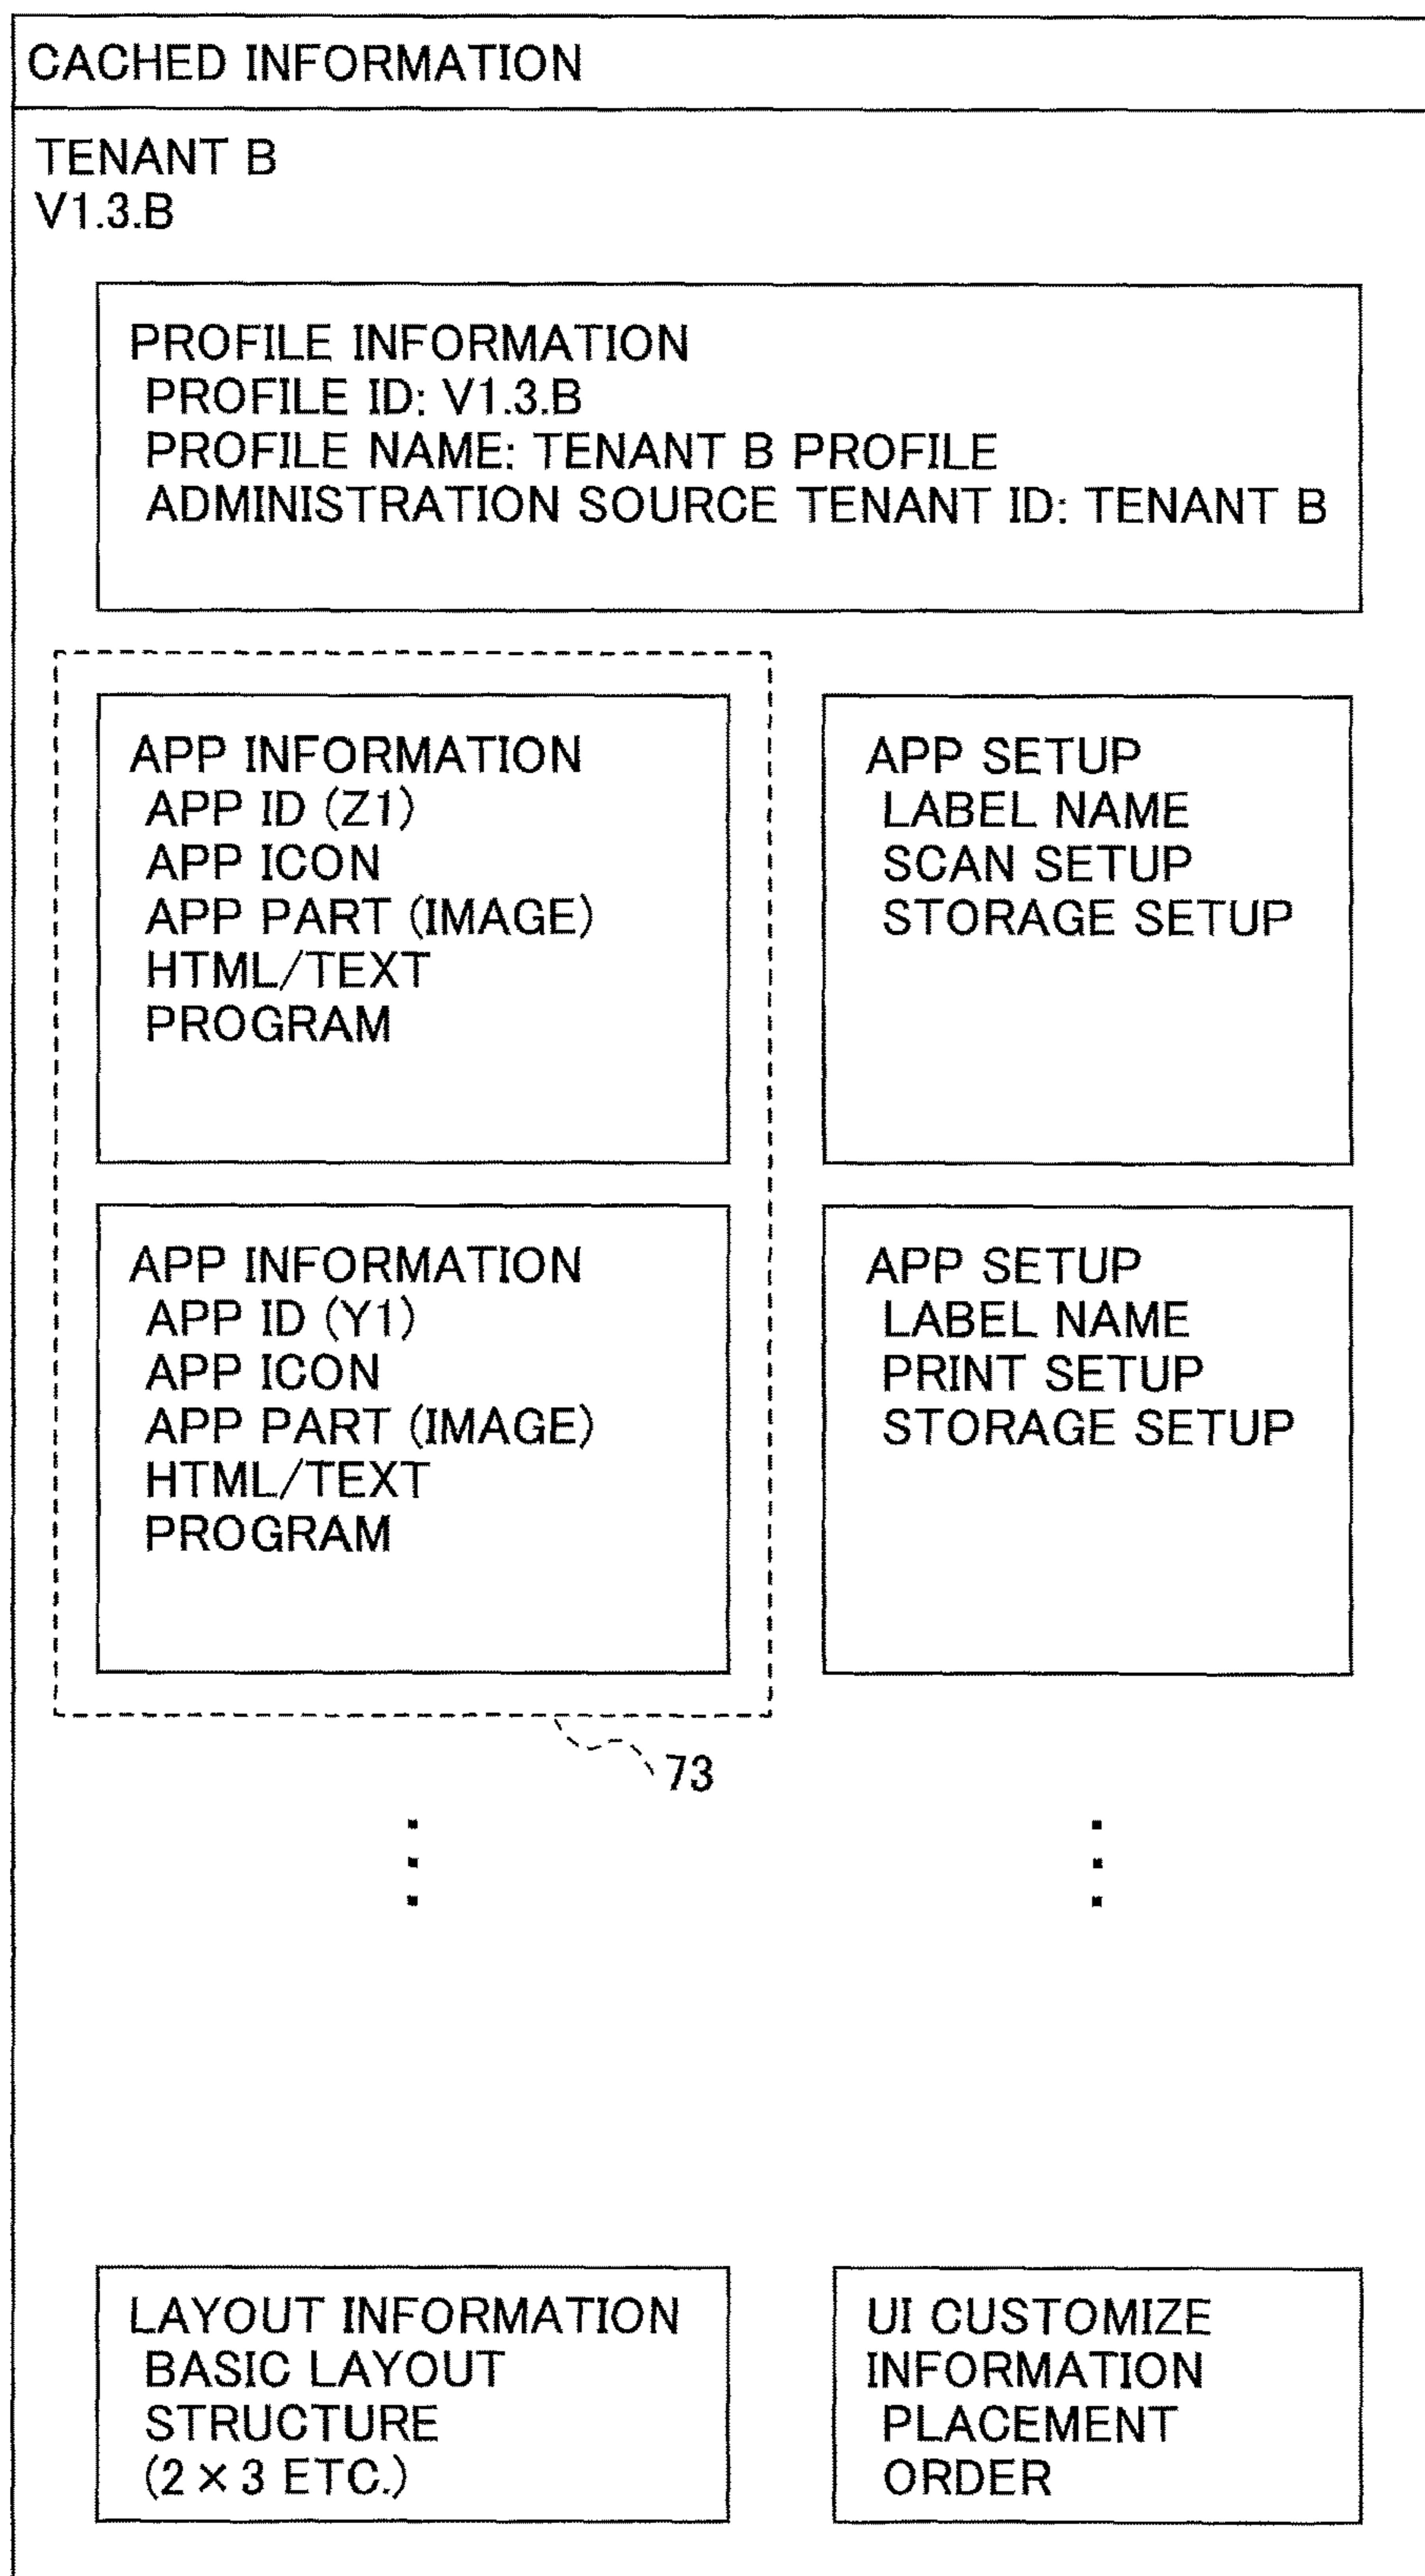 CACHED INFORMATION
TENANT B
V1.3.B
PROFILE INFORMATION
PROFILE ID: V1.3.B
PROFILE NAME: TENANT B PROFILE
ADMINISTRATION SOURCE TENANT ID: TENANT B
APP INFORMATION
APP ID (Z1)
APP ICON
APP PART (IMAGE)
HTML/TEXT
PROGRAM
APP SETUP
LABEL NAME
SCAN SETUP
STORAGE SETUP
APP INFORMATION
APP ID (Y1)
APP ICON
APP PART (IMAGE)
HTML/TEXT
PROGRAM
APP SETUP
LABEL NAME
PRINT SETUP
STORAGE SETUP
73
LAYOUT INFORMATION
BASIC LAYOUT
STRUCTURE
(2 × 3 ETC.)
UI CUSTOMIZE
INFORMATION
PLACEMENT
ORDER